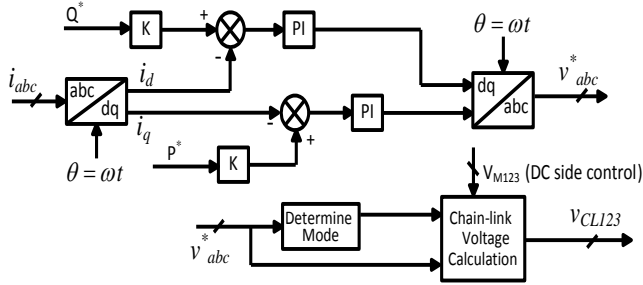 Q*
K
+
-
PI
θ = ωt
i_abc
abc
dq
i_d
i_q
-
+
PI
dq
abc
v*_abc
P*
K
θ = ωt
V_M123 (DC side control)
v*_abc
Determine
Mode
Chain-link
Voltage
Calculation
v_CL123